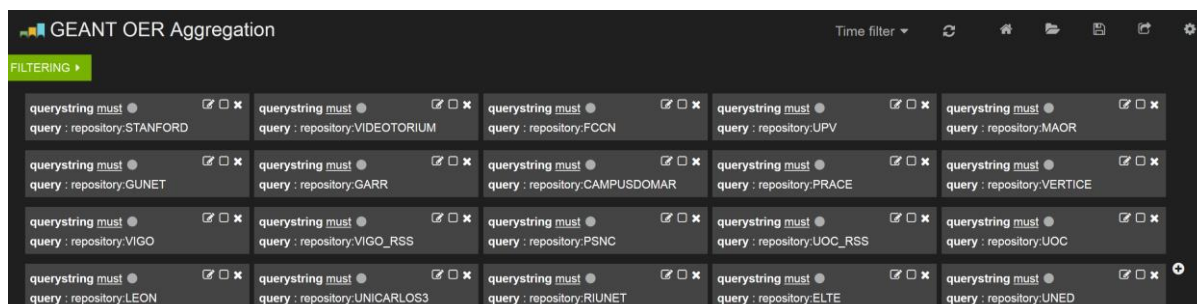 GEANT OER Aggregation
Time filter
FILTERING
querystring must
query : repository:STANFORD
querystring must
query : repository:VIDEOTORIUM
querystring must
query : repository:FCCN
querystring must
query : repository:UPV
querystring must
query : repository:MAOR
querystring must
query : repository:GUNET
querystring must
query : repository:GARR
querystring must
query : repository:CAMPUSDOMAR
querystring must
query : repository:PRACE
querystring must
query : repository:VERTICE
querystring must
query : repository:VIGO
querystring must
query : repository:VIGO_RSS
querystring must
query : repository:PSNC
querystring must
query : repository:UOC_RSS
querystring must
query : repository:UOC
querystring must
query : repository:LEON
querystring must
query : repository:UNICARLOS3
querystring must
query : repository:RIUNET
querystring must
query : repository:ELTE
querystring must
query : repository:UNED